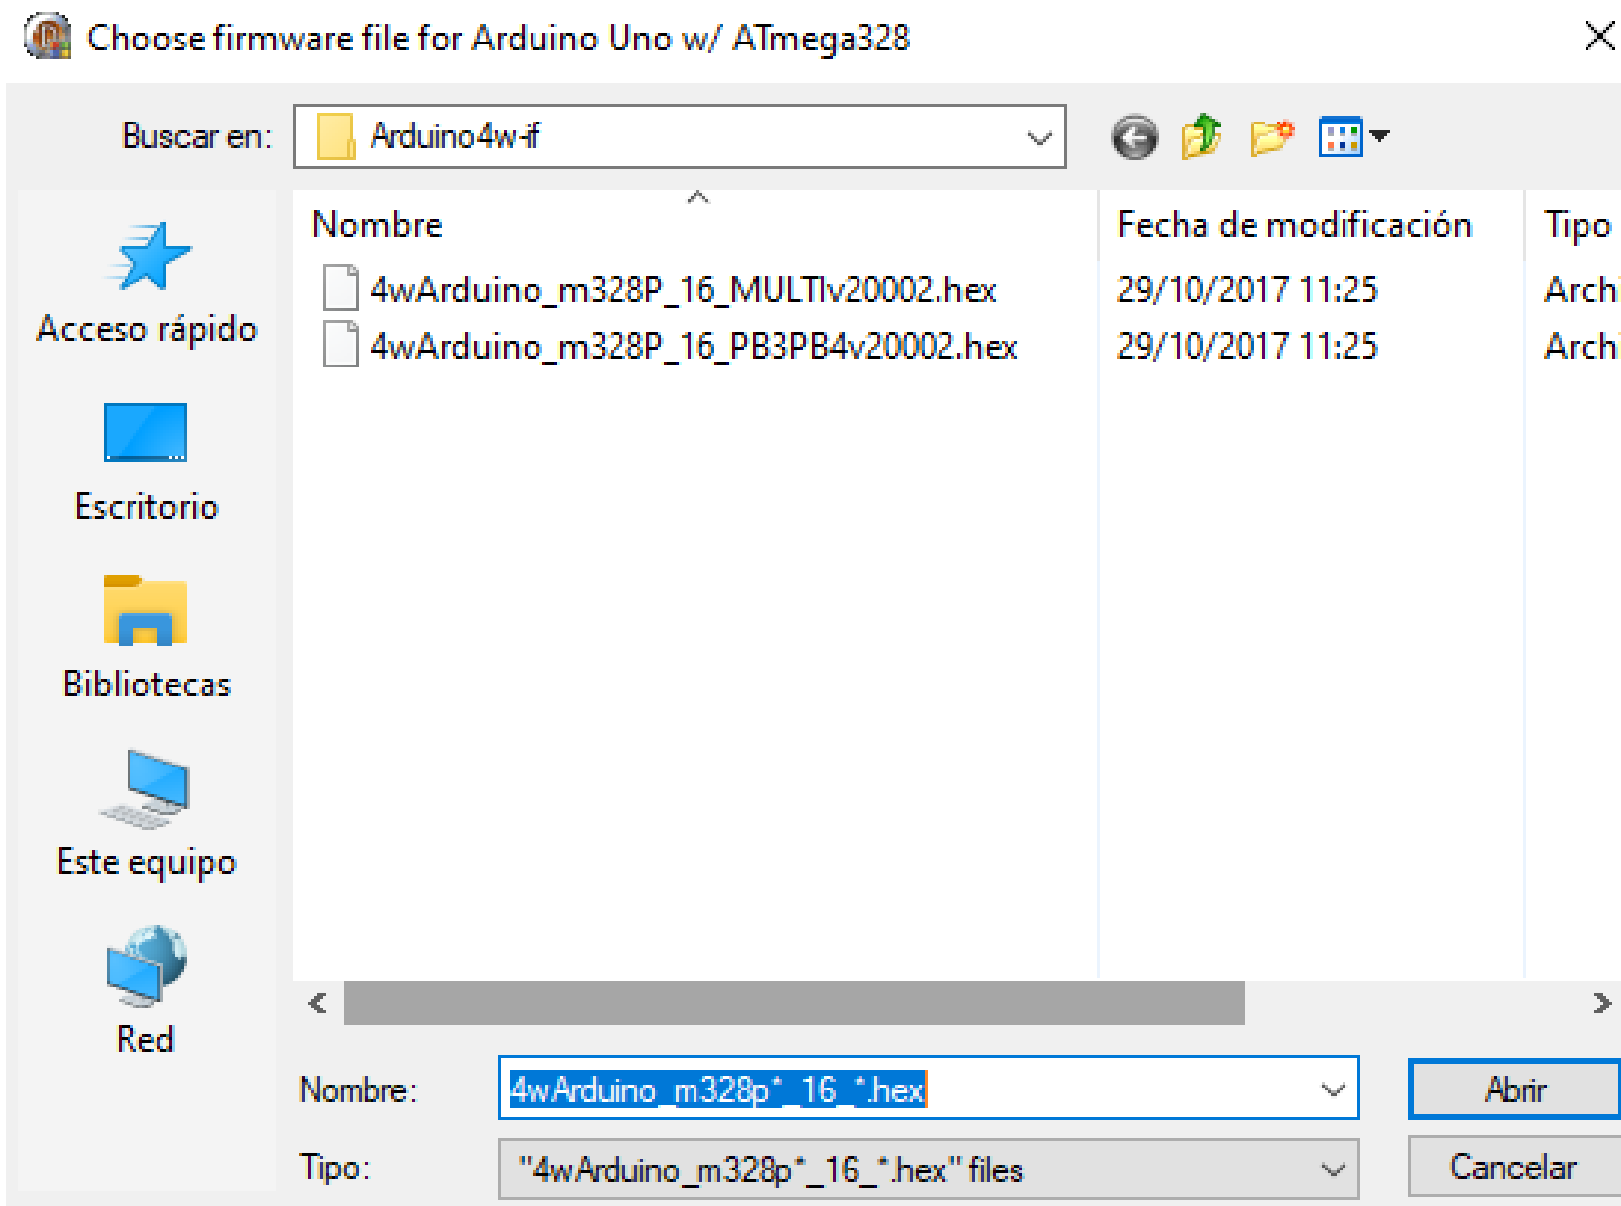 Choose firmware file for Arduino Uno w/ ATmega328
Buscar en:
Arduino4w-if
Nombre
Fecha de modificación
Tipo
4wArduino_m328P_16_MULTIv20002.hex
29/10/2017 11:25
Archi
4wArduino_m328P_16_PB3PB4v20002.hex
29/10/2017 11:25
Archi
Acceso rápido
Escritorio
Bibliotecas
Este equipo
Red
Nombre:
4wArduino_m328p*_16_*.hex
Abrir
Tipo:
"4wArduino_m328p*_16_*.hex" files
Cancelar